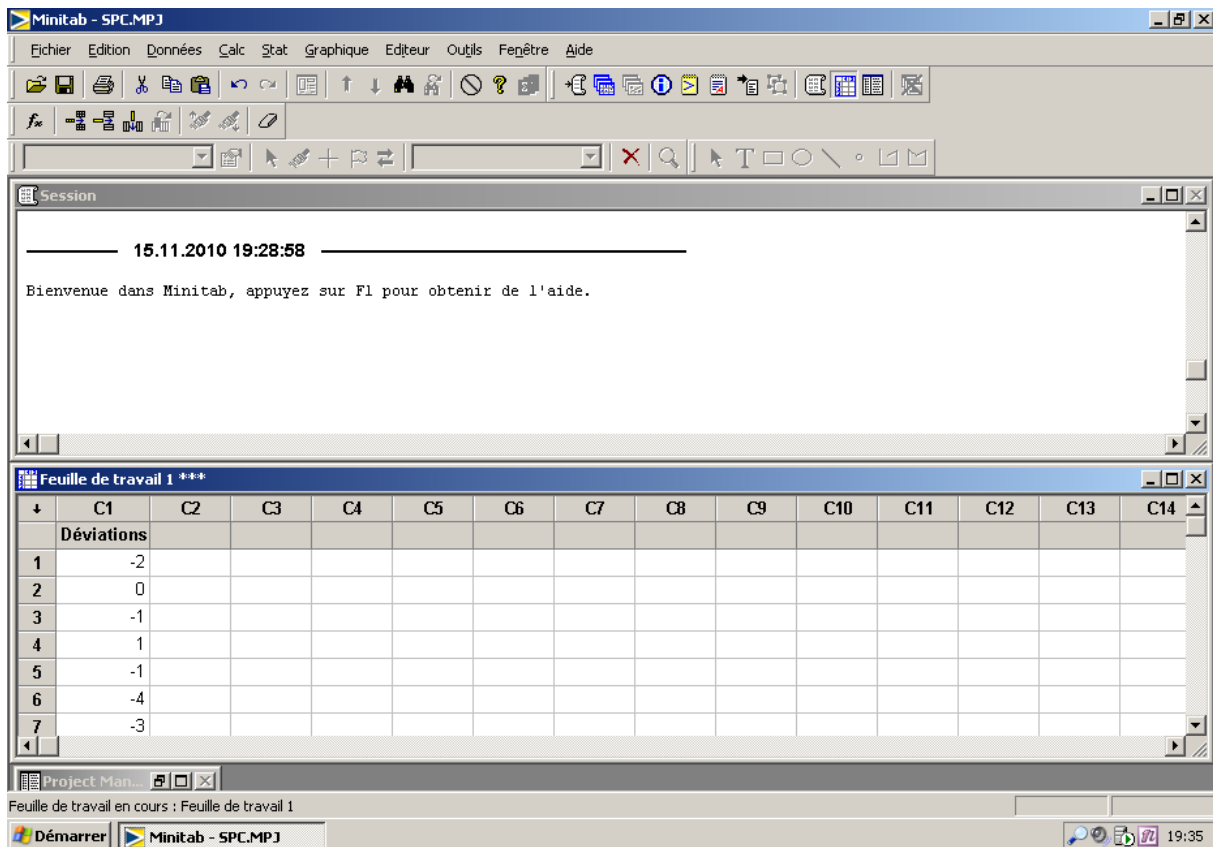 Minitab - SPC.MPJ
Fichier Edition Données Calc Stat Graphique Editeur Outils Fenêtre Aide
Session
15.11.2010 19:28:58
Bienvenue dans Minitab, appuyez sur F1 pour obtenir de l'aide.
Feuille de travail 1 ***
C1 C2 C3 C4 C5 C6 C7 C8 C9 C10 C11 C12 C13 C14
Déviations
1 -2
2 0
3 -1
4 1
5 -1
6 -4
7 -3
Project Man...
Feuille de travail en cours : Feuille de travail 1
Démarrer Minitab - SPC.MPJ 19:35